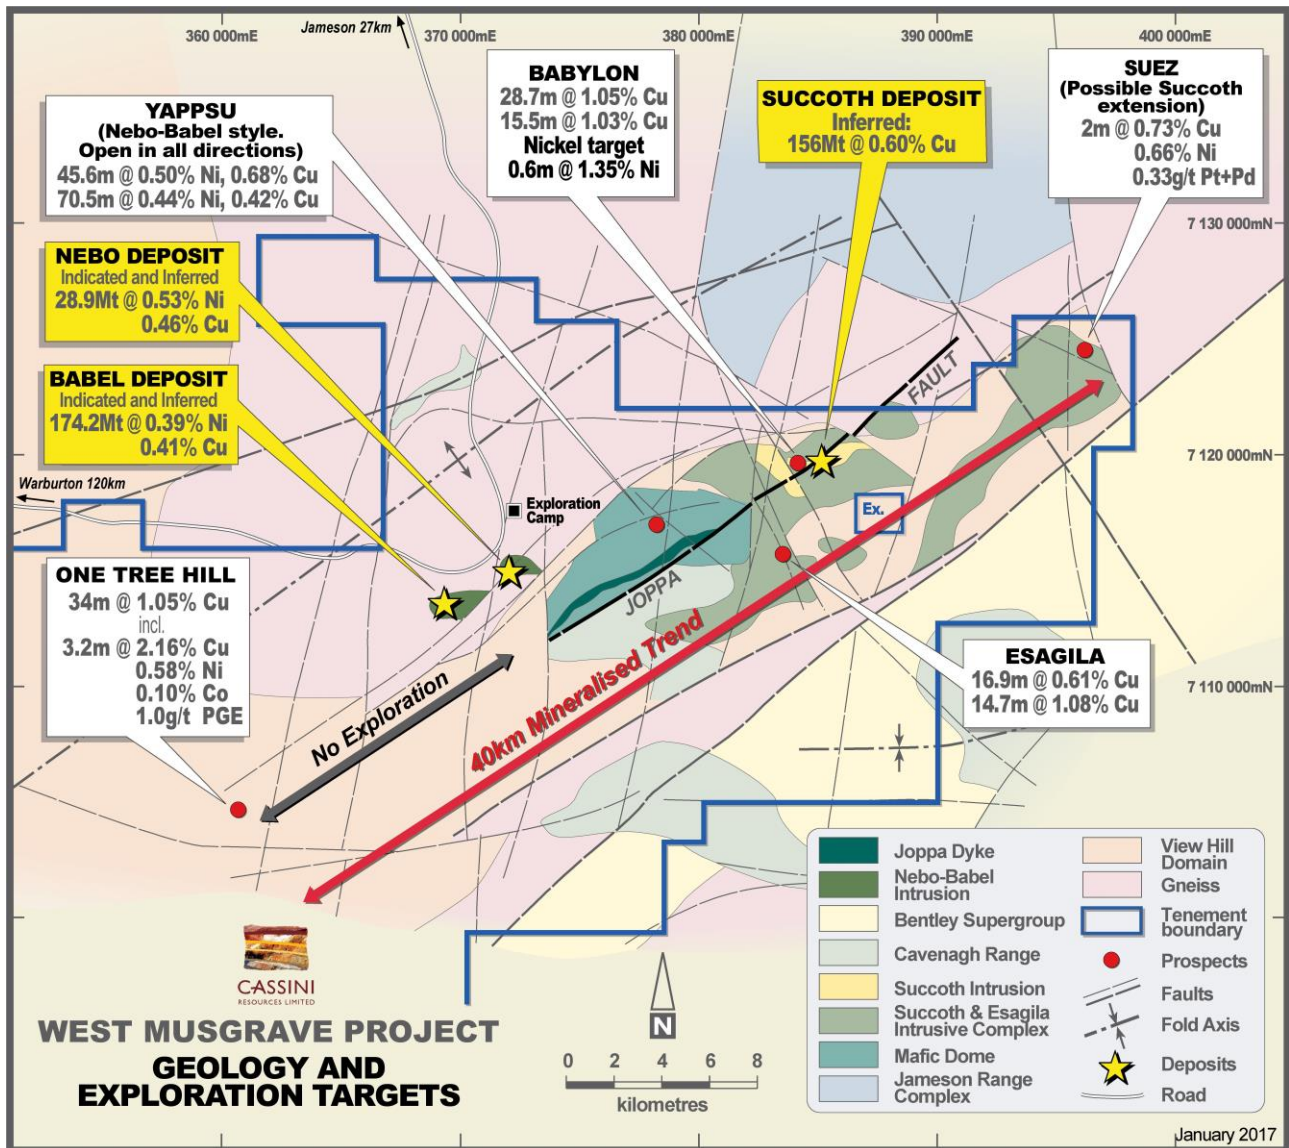 360 000mE
370 000mE
380 000mE
390 000mE
400 000mE
Jameson 27km
YAPPSU
(Nebo-Babel style.
Open in all directions)
45.6m @ 0.50% Ni, 0.68% Cu
70.5m @ 0.44% Ni, 0.42% Cu
BABYLON
28.7m @ 1.05% Cu
15.5m @ 1.03% Cu
Nickel target
0.6m @ 1.35% Ni
SUCCOTH DEPOSIT
Inferred:
156Mt @ 0.60% Cu
SUEZ
(Possible Succoth
extension)
2m @ 0.73% Cu
0.66% Ni
0.33g/t Pt+Pd
7 130 000mN
NEBO DEPOSIT
Indicated and Inferred
28.9Mt @ 0.53% Ni
0.46% Cu
BABEL DEPOSIT
Indicated and Inferred
174.2Mt @ 0.39% Ni
0.41% Cu
FAULT
7 120 000mN
Warburton 120km
Exploration
Camp
Ex.
JOPPA
ONE TREE HILL
34m @ 1.05% Cu
incl.
3.2m @ 2.16% Cu
0.58% Ni
0.10% Co
1.0g/t PGE
ESAGILA
16.9m @ 0.61% Cu
14.7m @ 1.08% Cu
7 110 000mN
No Exploration
40km Mineralised Trend
Joppa Dyke
Nebo-Babel
Intrusion
Bentley Supergroup
Cavenagh Range
Succoth Intrusion
Succoth & Esagila
Intrusive Complex
Mafic Dome
Jameson Range
Complex
View Hill
Domain
Gneiss
Tenement
boundary
Prospects
Faults
Fold Axis
Deposits
Road
CASSINI
RESOURCES LIMITED
WEST MUSGRAVE PROJECT
GEOLOGY AND
EXPLORATION TARGETS
N
0 2 4 6 8
kilometres
January 2017